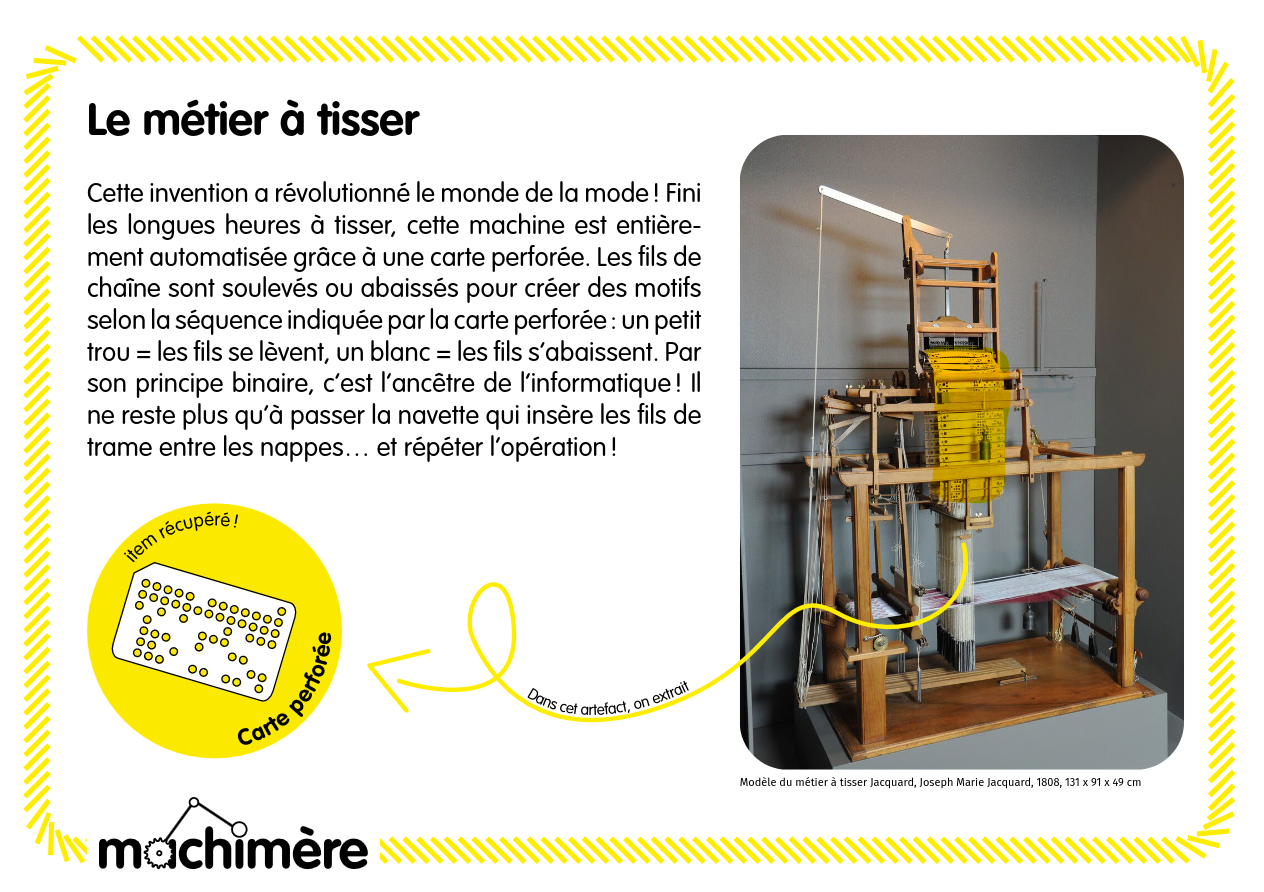 Le métier à tisser
Cette invention a révolutionné le monde de la mode ! Fini
les longues heures à tisser, cette machine est entière-
ment automatisée grâce à une carte perforée. Les fils de
chaîne sont soulevés ou abaissés pour créer des motifs
selon la séquence indiquée par la carte perforée : un petit
trou = les fils se lèvent, un blanc = les fils s’abaissent. Par
son principe binaire, c’est l’ancêtre de l’informatique ! Il
ne reste plus qu’à passer la navette qui insère les fils de
trame entre les nappes… et répéter l’opération !
item récupéré !
Carte perforée
Dans cet artefact, on extrait
Modèle du métier à tisser Jacquard, Joseph Marie Jacquard, 1808, 131 x 91 x 49 cm
machimère